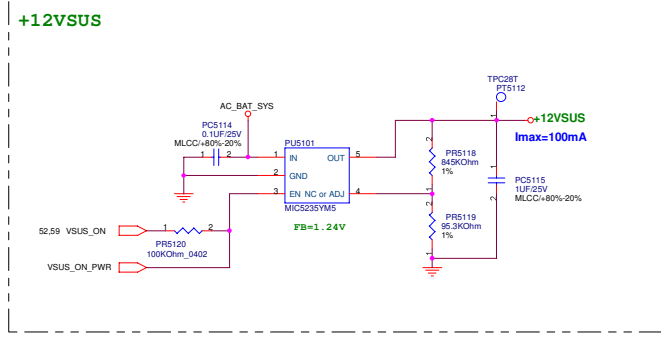 +12VSUS
TPC28T
PT5112
1
AC_BAT_SYS
+12VSUS
PC5114
0.1UF/25V
MLCC/+80%-20%
Imax=100mA
PU5101
1 2
1 IN OUT 5
2 GND
3 EN NC or ADJ 4
MIC5235YM5
FB=1.24V
2
PR5118
845KOhm
1%
1
1
PC5115
1UF/25V
MLCC/+80%-20%
2
2
PR5119
95.3KOhm
1%
1
52,59 VSUS_ON
1 2
PR5120
100KOhm_0402
VSUS_ON_PWR